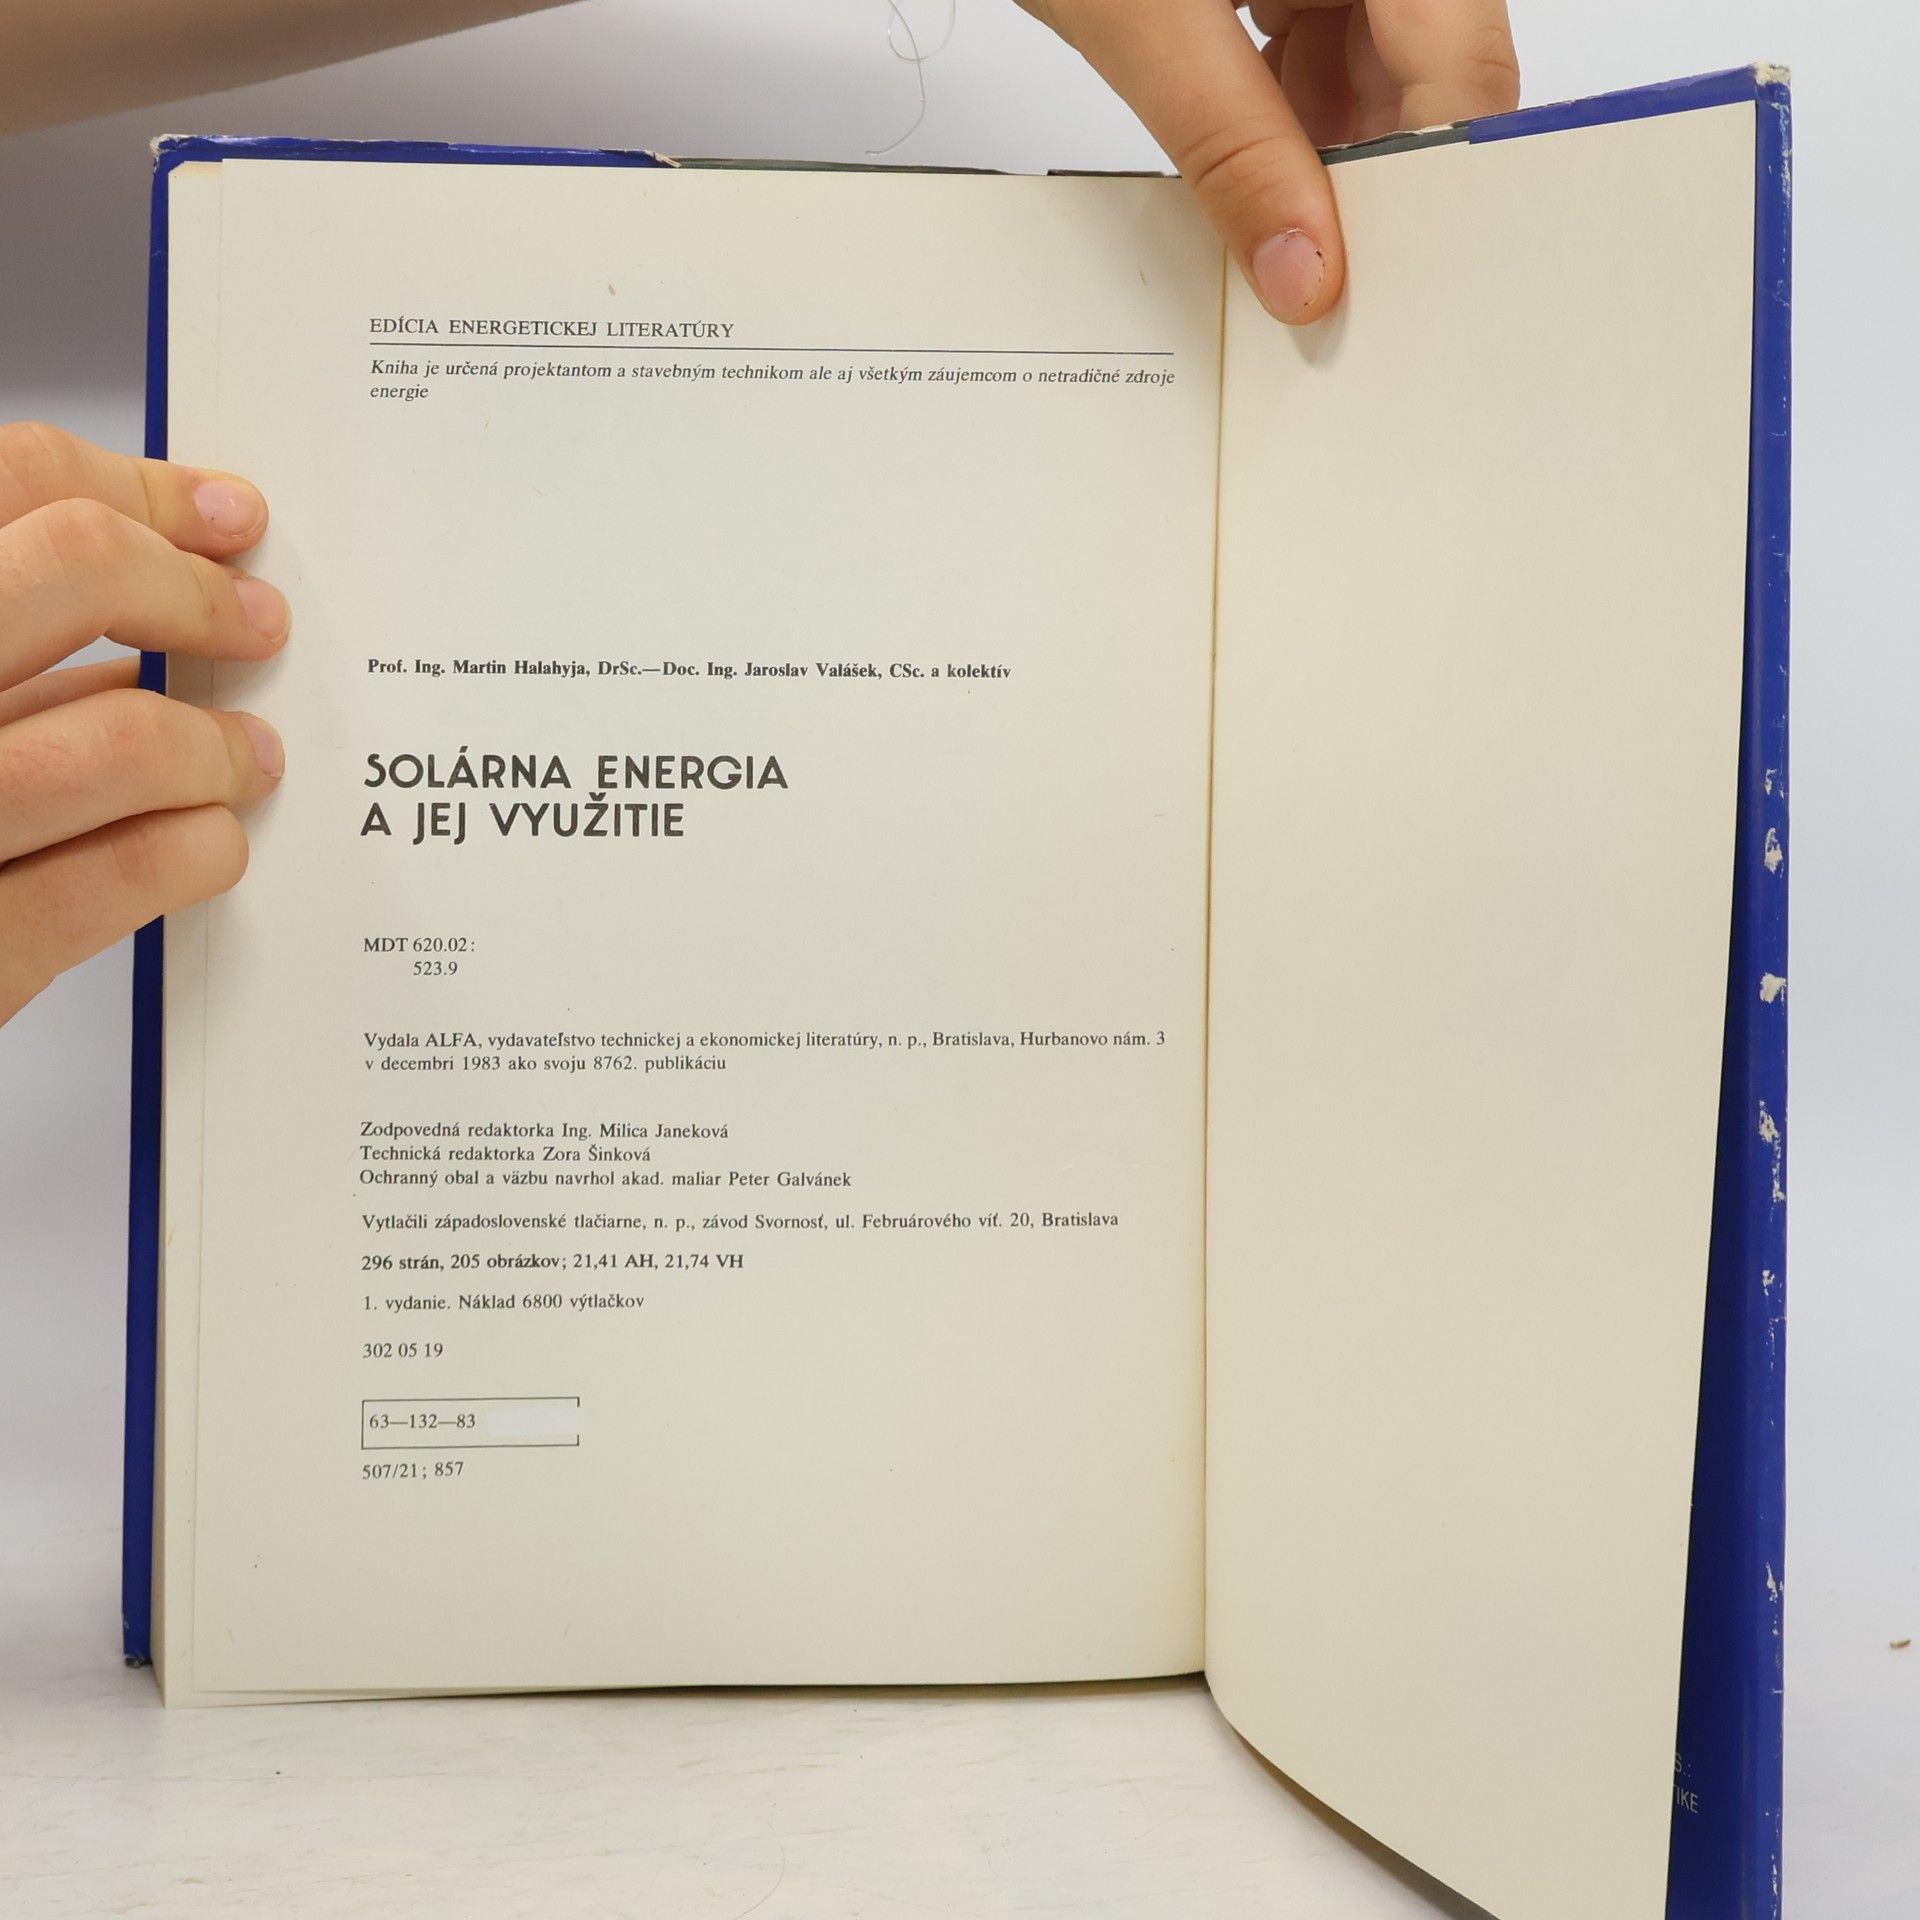 EDÍCIA ENERGETICKEJ LITERATÚRY
Kniha je určená projektantom a stavebným technikom ale aj všetkým záujemcom o netradičné zdroje
energie
Prof. Ing. Martin Halahyja, DrSc.—Doc. Ing. Jaroslav Valášek, CSc. a kolektív
SOLÁRNA ENERGIA
A JEJ VYUŽITIE
MDT 620.02:
523.9
Vydala ALFA, vydavateľstvo technickej a ekonomickej literatúry, n. p., Bratislava, Hurbanovo nám. 3
v decembri 1983 ako svoju 8762. publikáciu
Zodpovedná redaktorka Ing. Milica Janeková
Technická redaktorka Zora Šinková
Ochranný obal a väzbu navrhol akad. maliar Peter Galvánek
Vytlačili západoslovenské tlačiarne, n. p., závod Svornosť, ul. Februárového víť. 20, Bratislava
296 strán, 205 obrázkov; 21,41 AH, 21,74 VH
1. vydanie. Náklad 6800 výtlačkov
302 05 19
63—132—83
507/21; 857